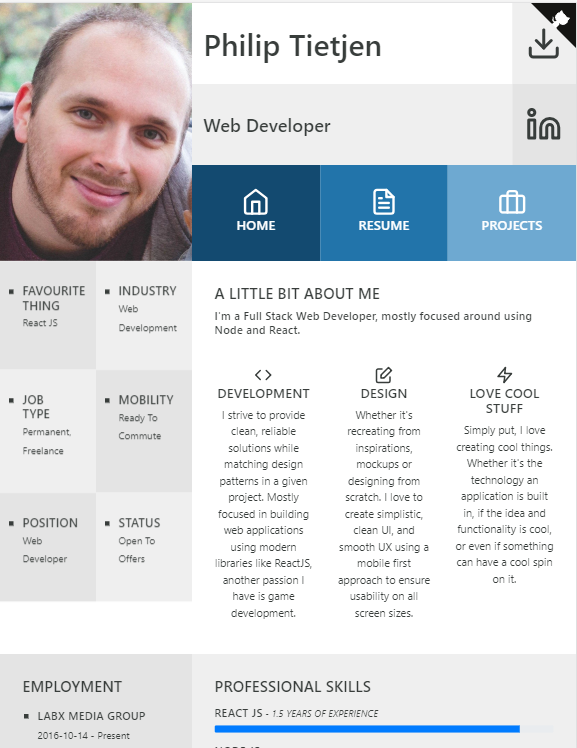 Philip Tietjen
Web Developer
in
HOME
RESUME
PROJECTS
FAVOURITE
THING
React JS
INDUSTRY
Web
Development
JOB
TYPE
Permanent,
Freelance
MOBILITY
Ready To
Commute
POSITION
Web
Developer
STATUS
Open To
Offers
A LITTLE BIT ABOUT ME
I'm a Full Stack Web Developer, mostly focused around using
Node and React.
DEVELOPMENT
I strive to provide
clean, reliable
solutions while
matching design
patterns in a given
project. Mostly
focused in building
web applications
using modern
libraries like ReactJS,
another passion I
have is game
development.
DESIGN
Whether it's
recreating from
inspirations,
mockups or
designing from
scratch. I love to
create simplistic,
clean UI, and
smooth UX using a
mobile first
approach to ensure
usability on all
screen sizes.
LOVE COOL
STUFF
Simply put, I love
creating cool things.
Whether it's the
technology an
application is built
in, if the idea and
functionality is cool,
or even if something
can have a cool spin
on it.
EMPLOYMENT
LABX MEDIA GROUP
2016-10-14 - Present
PROFESSIONAL SKILLS
REACT JS - 1.5 YEARS OF EXPERIENCE